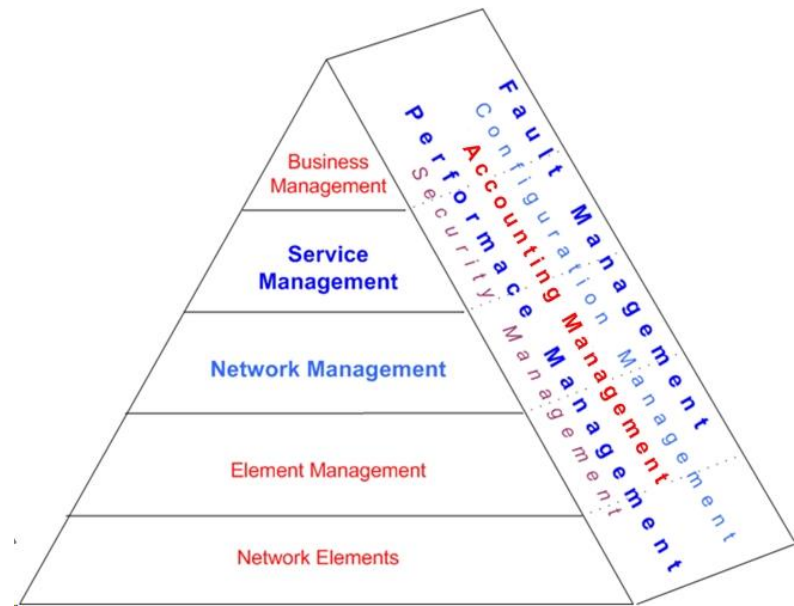 Business
Management
Service
Management
Network Management
Element Management
Network Elements
Fault Management
Configuration Management
Accounting Management
Performace Management
Security Management